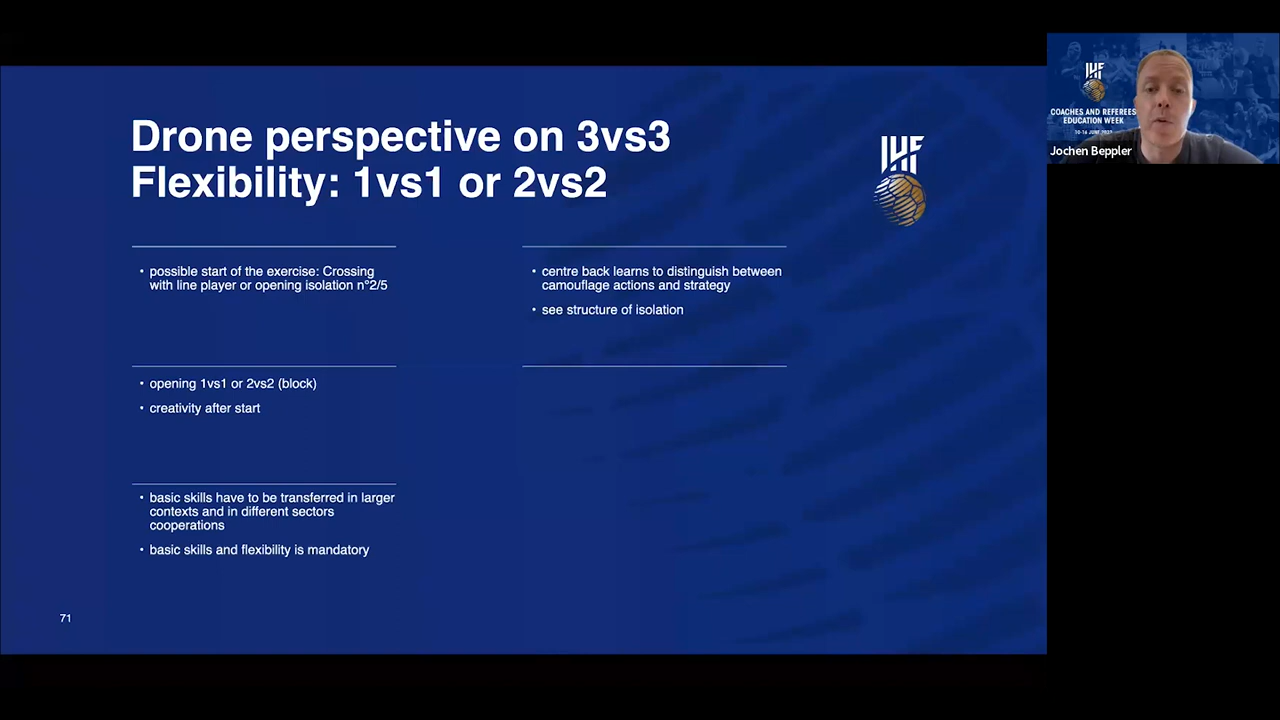 Drone perspective on 3vs3
Flexibility: 1vs1 or 2vs2
IHF
• possible start of the exercise: Crossing
with line player or opening isolation n°2/5
• opening 1vs1 or 2vs2 (block)
• creativity after start
• basic skills have to be transferred in larger
contexts and in different sectors
cooperations
• basic skills and flexibility is mandatory
• centre back learns to distinguish between
camouflage actions and strategy
• see structure of isolation
71
IHF
COACHES AND REFEREES
EDUCATION WEEK
Jochen Beppler